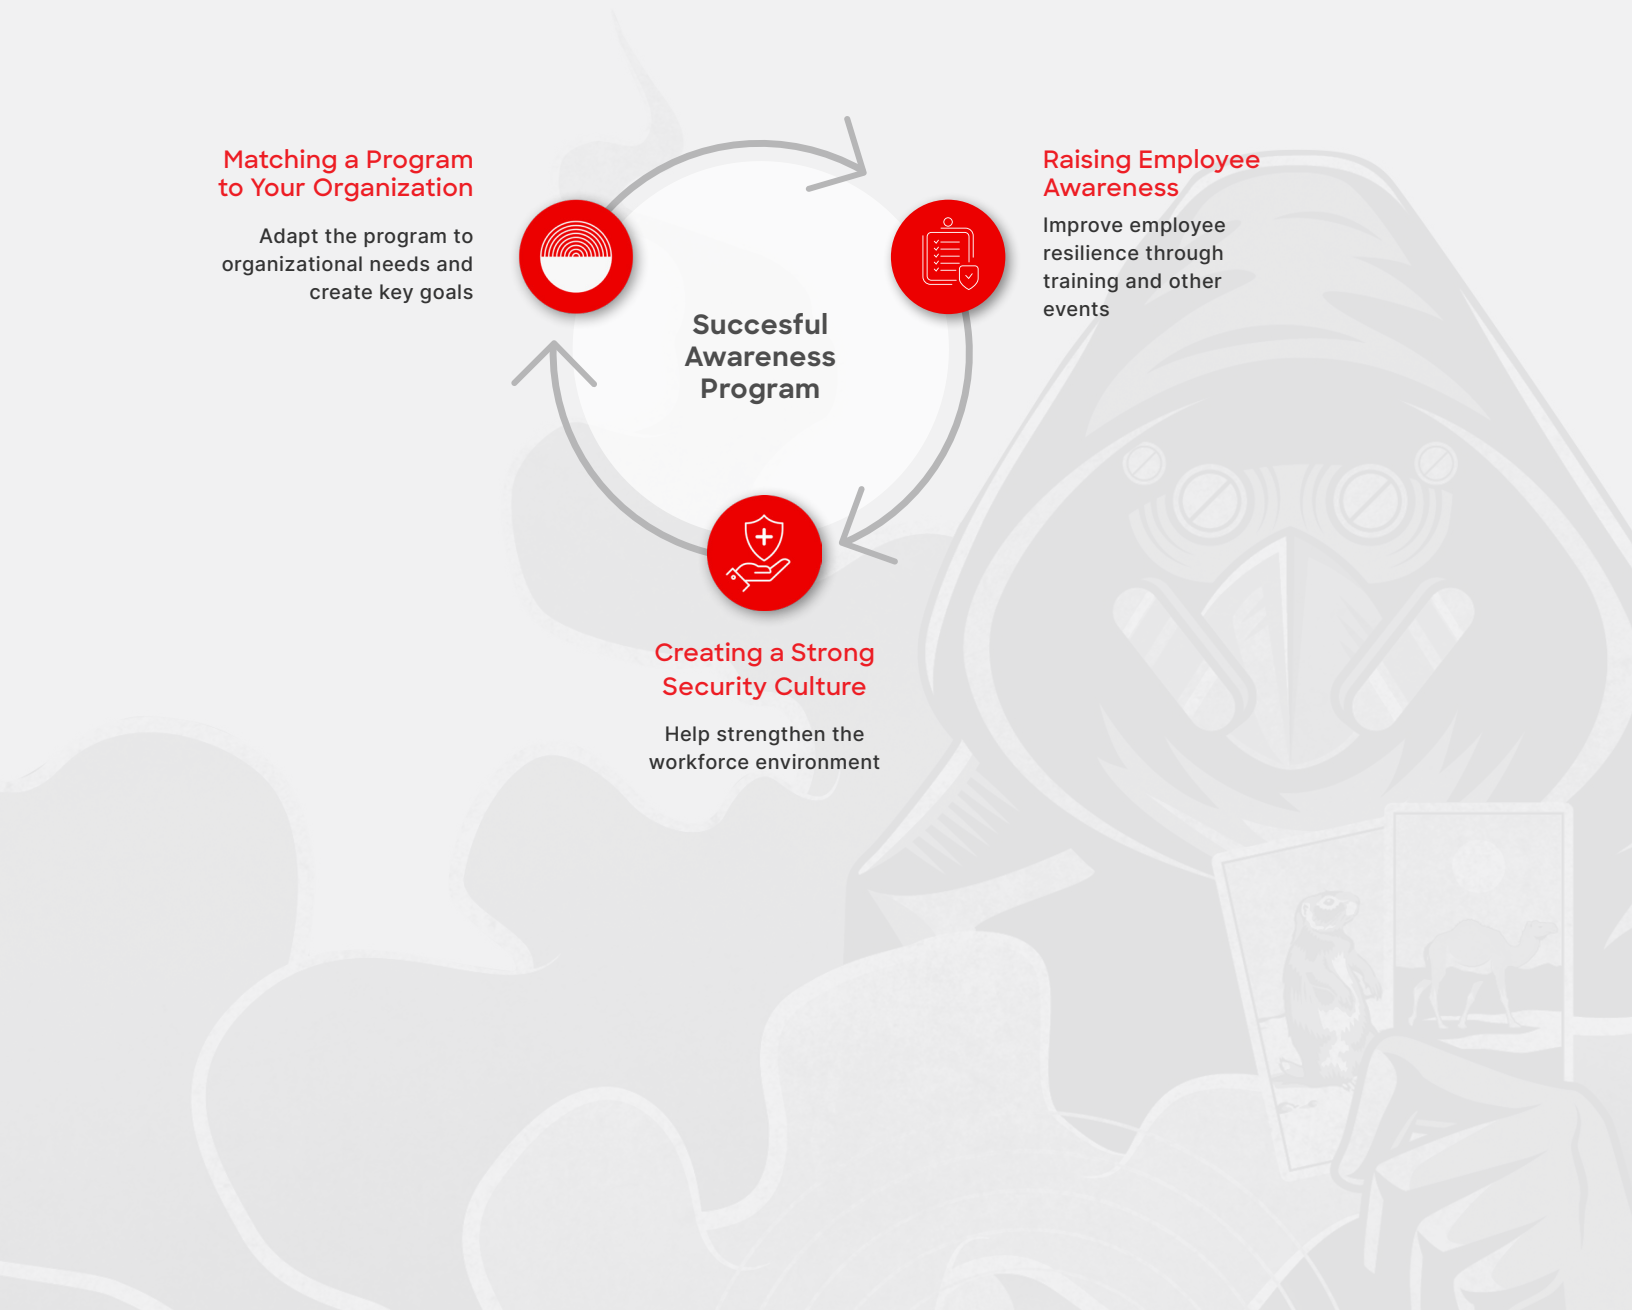 Matching a Program
to Your Organization
Adapt the program to
organizational needs and
create key goals
Raising Employee
Awareness
Improve employee
resilience through
training and other
events
Succesful
Awareness
Program
Creating a Strong
Security Culture
Help strengthen the
workforce environment